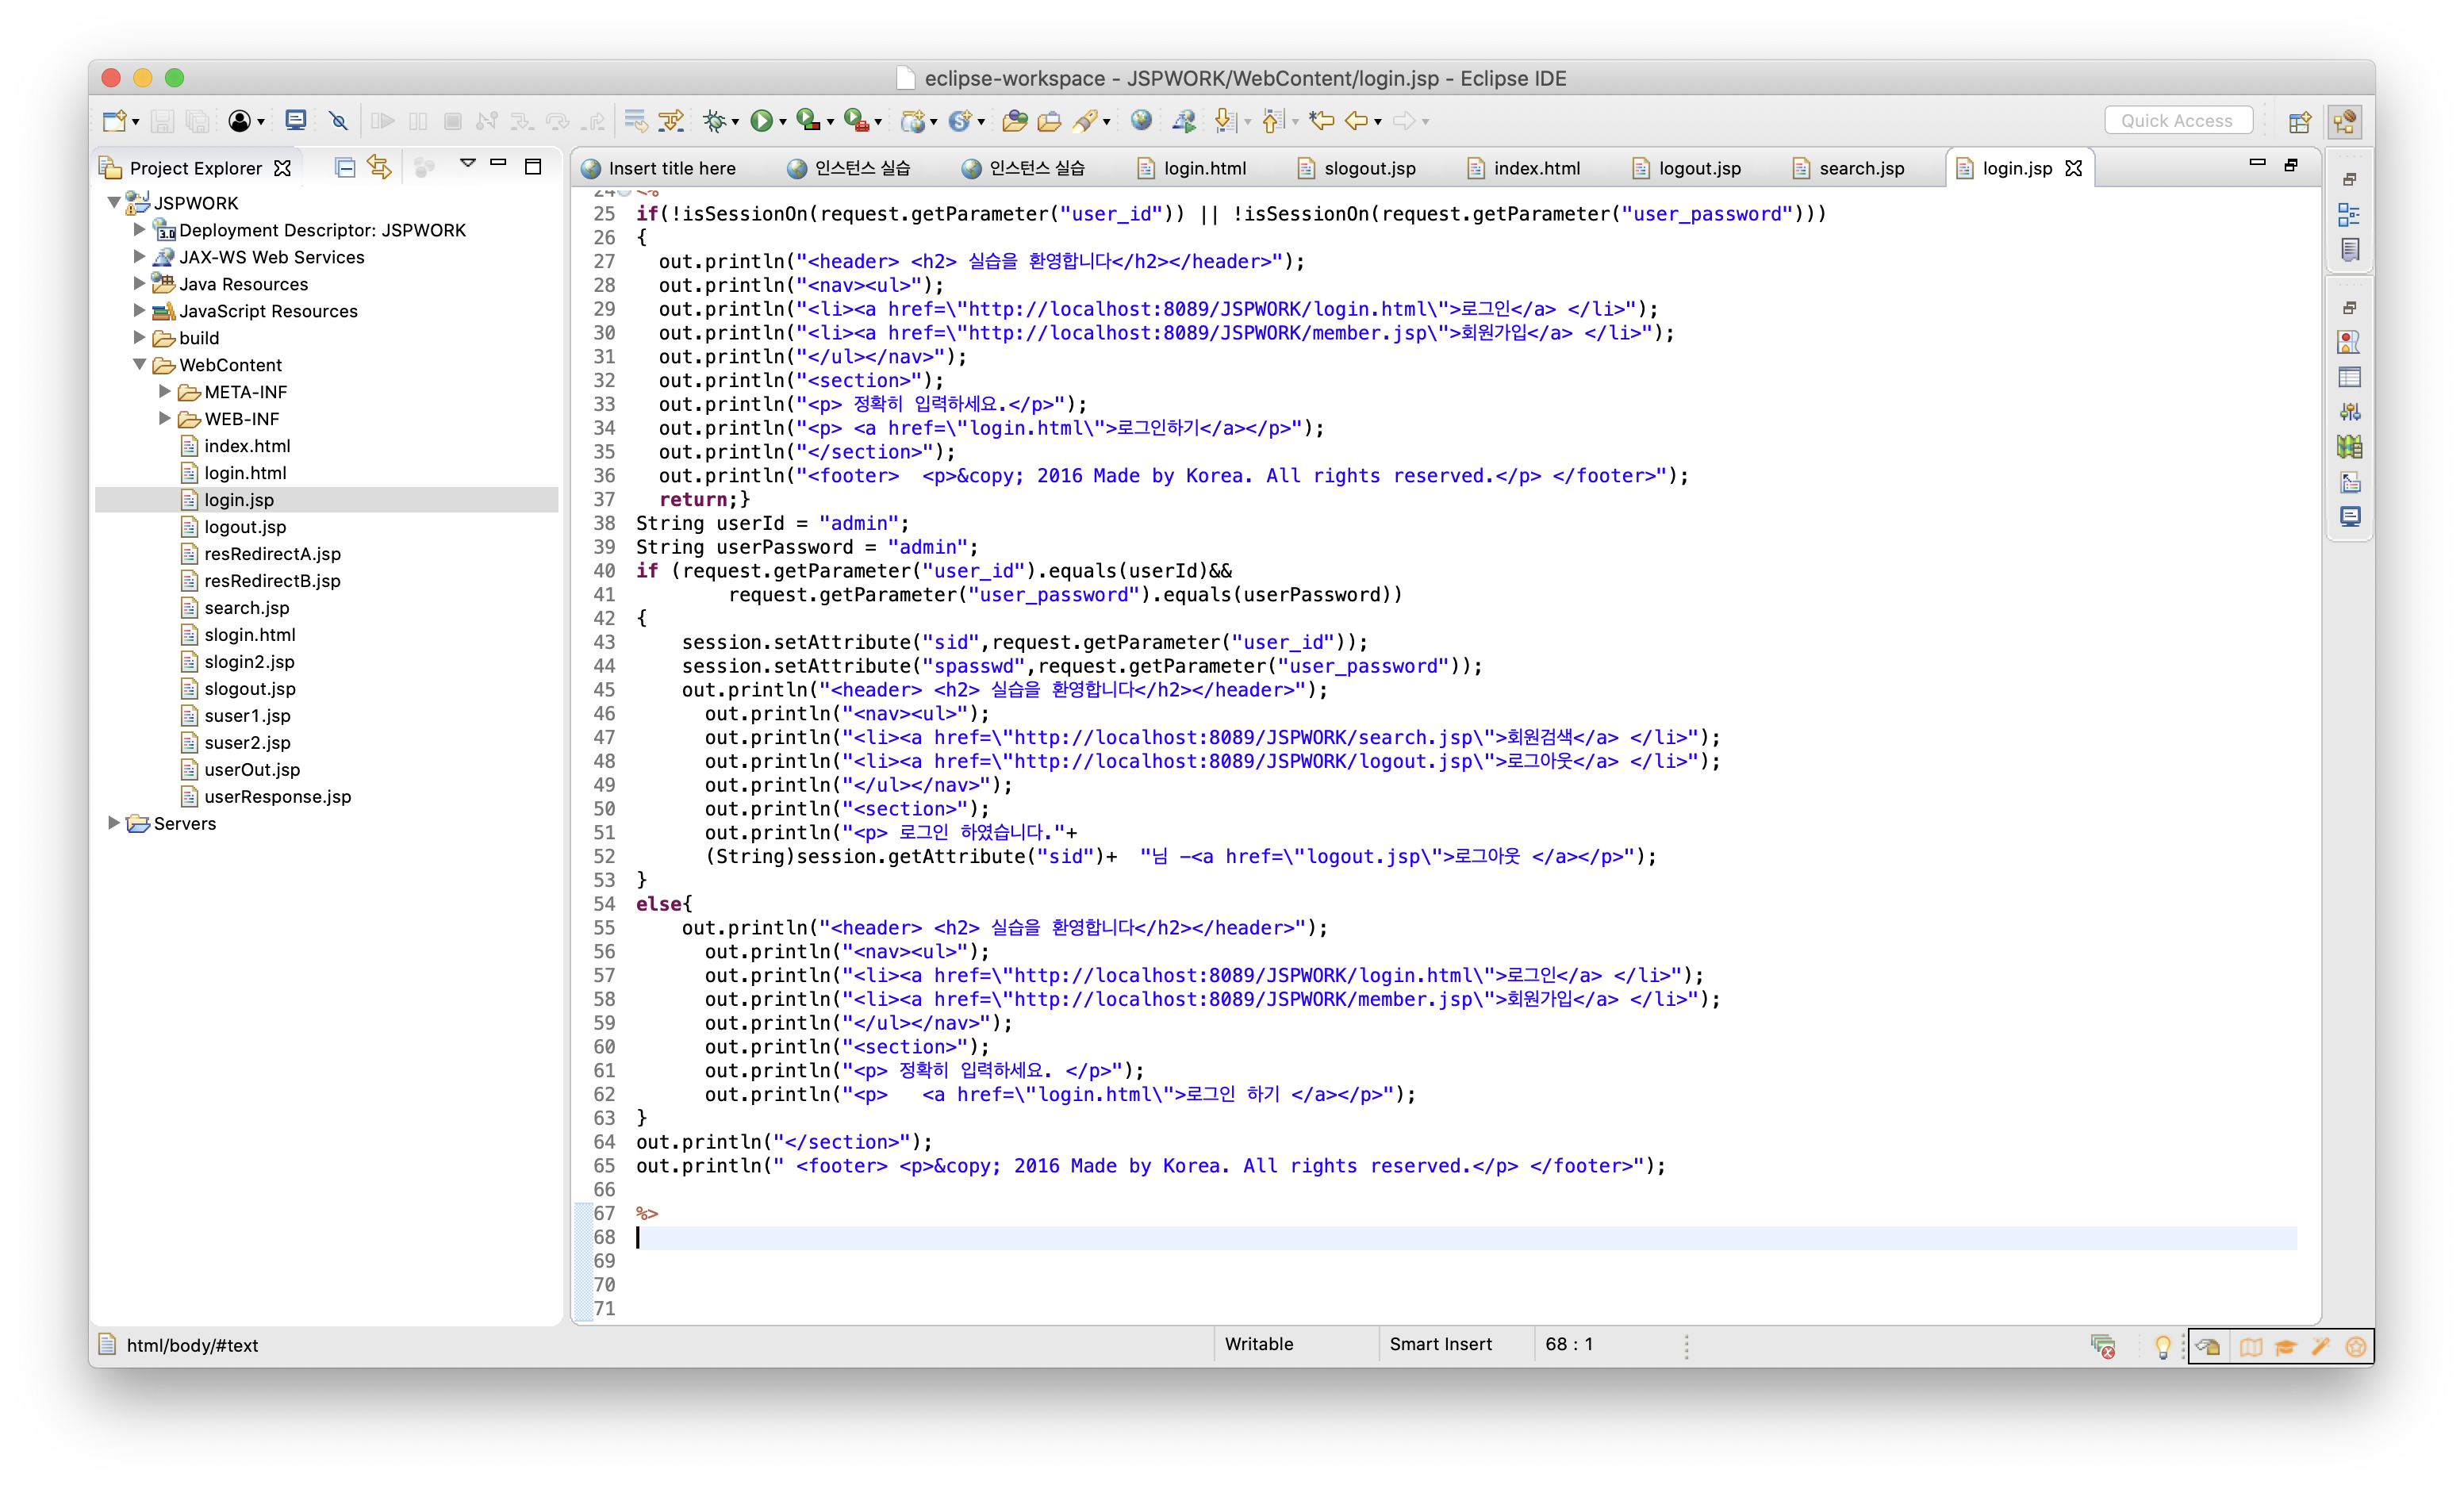 eclipse-workspace - JSPWORK/WebContent/login.jsp - Eclipse IDE
Quick Access
Project Explorer
Insert title here
인스턴스 실습
인스턴스 실습
login.html
slogout.jsp
index.html
logout.jsp
search.jsp
login.jsp
JSPWORK
Deployment Descriptor: JSPWORK
JAX-WS Web Services
Java Resources
JavaScript Resources
build
WebContent
META-INF
WEB-INF
index.html
login.html
login.jsp
logout.jsp
resRedirectA.jsp
resRedirectB.jsp
search.jsp
slogin.html
slogin2.jsp
slogout.jsp
suser1.jsp
suser2.jsp
userOut.jsp
userResponse.jsp
Servers
24 <%
25 if(!isSessionOn(request.getParameter("user_id")) || !isSessionOn(request.getParameter("user_password")))
26 {
27   out.println("<header> <h2> 실습을 환영합니다</h2></header>");
28   out.println("<nav><ul>");
29   out.println("<li><a href=\"http://localhost:8089/JSPWORK/login.html\">로그인</a> </li>");
30   out.println("<li><a href=\"http://localhost:8089/JSPWORK/member.jsp\">회원가입</a> </li>");
31   out.println("</ul></nav>");
32   out.println("<section>");
33   out.println("<p> 정확히 입력하세요.</p>");
34   out.println("<p> <a href=\"login.html\">로그인하기</a></p>");
35   out.println("</section>");
36   out.println("<footer>  <p>&copy; 2016 Made by Korea. All rights reserved.</p> </footer>");
37   return;}
38 String userId = "admin";
39 String userPassword = "admin";
40 if (request.getParameter("user_id").equals(userId)&&
41         request.getParameter("user_password").equals(userPassword))
42 {
43     session.setAttribute("sid",request.getParameter("user_id"));
44     session.setAttribute("spasswd",request.getParameter("user_password"));
45     out.println("<header> <h2> 실습을 환영합니다</h2></header>");
46       out.println("<nav><ul>");
47       out.println("<li><a href=\"http://localhost:8089/JSPWORK/search.jsp\">회원검색</a> </li>");
48       out.println("<li><a href=\"http://localhost:8089/JSPWORK/logout.jsp\">로그아웃</a> </li>");
49       out.println("</ul></nav>");
50       out.println("<section>");
51       out.println("<p> 로그인 하였습니다."+
52       (String)session.getAttribute("sid")+  "님 -<a href=\"logout.jsp\">로그아웃 </a></p>");
53 }
54 else{
55     out.println("<header> <h2> 실습을 환영합니다</h2></header>");
56       out.println("<nav><ul>");
57       out.println("<li><a href=\"http://localhost:8089/JSPWORK/login.html\">로그인</a> </li>");
58       out.println("<li><a href=\"http://localhost:8089/JSPWORK/member.jsp\">회원가입</a> </li>");
59       out.println("</ul></nav>");
60       out.println("<section>");
61       out.println("<p> 정확히 입력하세요. </p>");
62       out.println("<p>   <a href=\"login.html\">로그인 하기 </a></p>");
63 }
64 out.println("</section>");
65 out.println(" <footer> <p>&copy; 2016 Made by Korea. All rights reserved.</p> </footer>");
66
67 %>
68
69
70
71
html/body/#text
Writable
Smart Insert
68 : 1